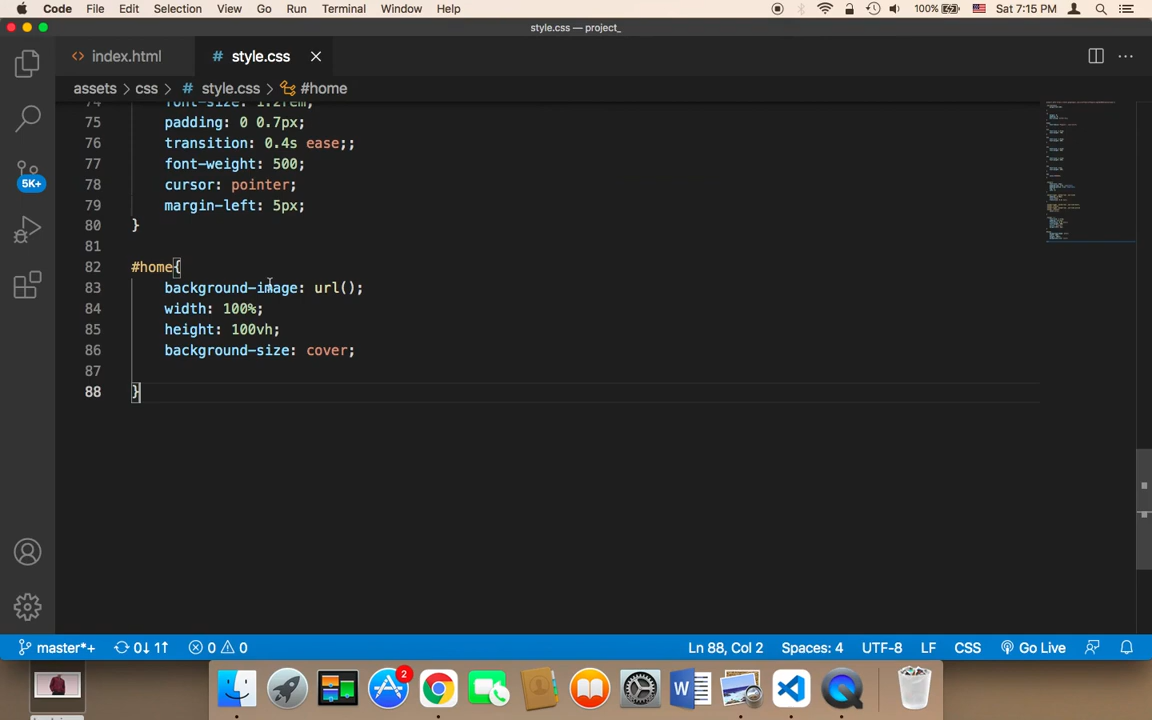 Code File Edit Selection View Go Run Terminal Window Help 100% Sat 7:15 PM
style.css — project_
index.html # style.css
assets > css > # style.css > #home
74 font-size: 1.2rem;
75 padding: 0 0.7px;
76 transition: 0.4s ease;;
77 font-weight: 500;
78 cursor: pointer;
79 margin-left: 5px;
80 }
81
82 #home{
83 background-image: url();
84 width: 100%;
85 height: 100vh;
86 background-size: cover;
87
88 }
5K+
master*+ 0↓ 1↑ 0 0 Ln 88, Col 2 Spaces: 4 UTF-8 LF CSS Go Live
2